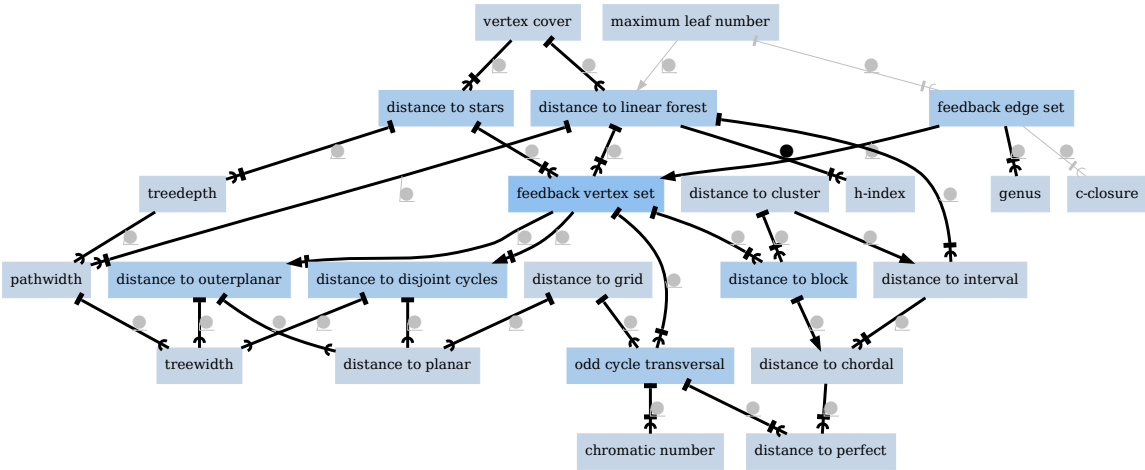 vertex cover
maximum leaf number
distance to stars
distance to linear forest
feedback edge set
treedepth
feedback vertex set
distance to cluster
h-index
genus
c-closure
pathwidth
distance to outerplanar
distance to disjoint cycles
distance to grid
distance to block
distance to interval
treewidth
distance to planar
odd cycle transversal
distance to chordal
chromatic number
distance to perfect